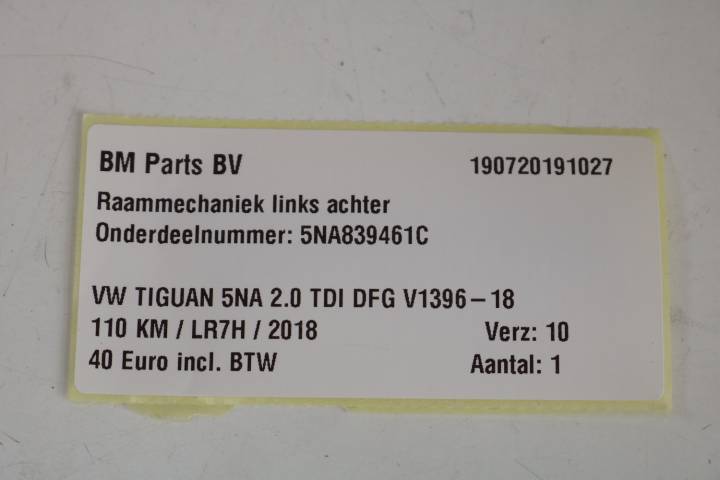 BM Parts BV 190720191027
Raammechaniek links achter
Onderdeelnummer: 5NA839461C
VW TIGUAN 5NA 2.0 TDI DFG V1396-18
110 KM / LR7H / 2018 Verz: 10
40 Euro incl. BTW Aantal: 1